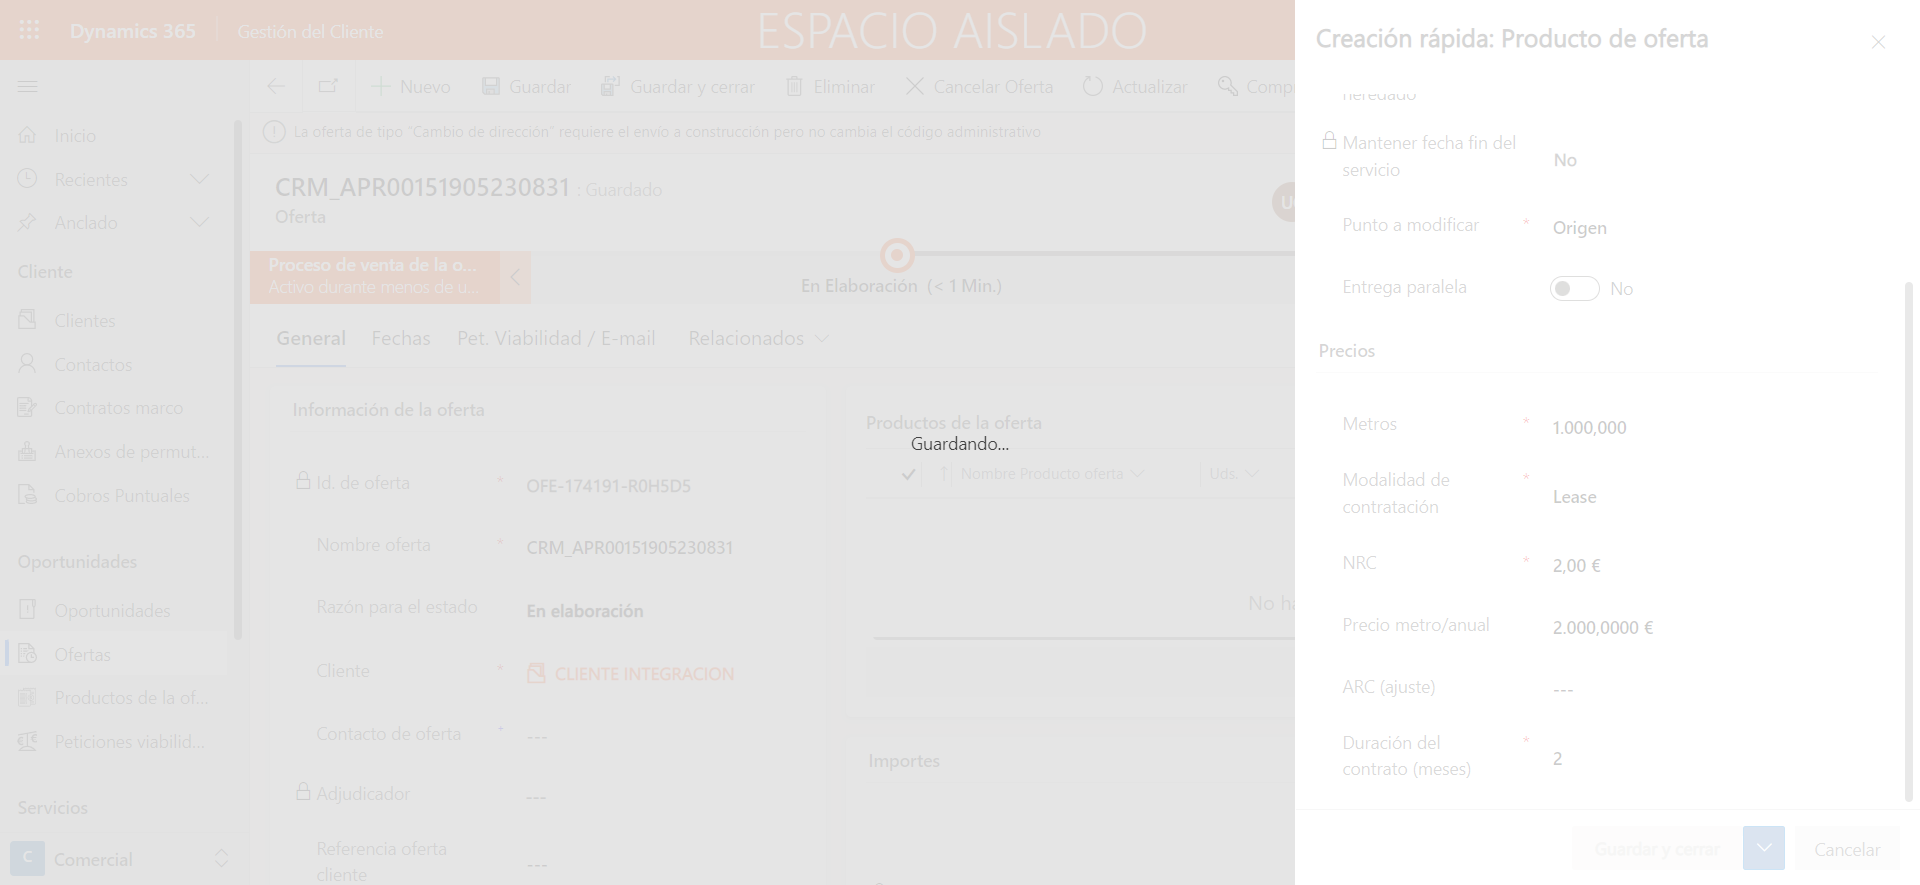 Dynamics 365
Gestión del Cliente
ESPACIO AISLADO
Nuevo
Guardar
Guardar y cerrar
Eliminar
Cancelar Oferta
Actualizar
La oferta de tipo "Cambio de dirección" requiere el envío a construcción pero no cambia el código administrativo
Inicio
Recientes
Anclado
Cliente
Clientes
Contactos
Contratos marco
Anexos de permut...
Cobros Puntuales
Oportunidades
Oportunidades
Ofertas
Productos de la of...
Peticiones viabilid...
Servicios
C Comercial
CRM_APR00151905230831 : Guardado
Oferta
Proceso de venta de la o...
Activo durante menos de u...
En Elaboración (< 1 Min.)
General
Fechas
Pet. Viabilidad / E-mail
Relacionados
Información de la oferta
Id. de oferta * OFE-174191-R0H5D5
Nombre oferta * CRM_APR00151905230831
Razón para el estado En elaboración
Cliente * CLIENTE INTEGRACION
Contacto de oferta + ---
Adjudicador ---
Referencia oferta
cliente ---
Productos de la oferta
Guardando...
Nombre Producto oferta
Uds.
Importes
Creación rápida: Producto de oferta
heredado
Mantener fecha fin del
servicio No
Punto a modificar * Origen
Entrega paralela No
Precios
Metros * 1.000,000
Modalidad de
contratación * Lease
NRC * 2,00 €
Precio metro/anual 2.000,0000 €
ARC (ajuste) ---
Duración del
contrato (meses) * 2
Guardar y cerrar
Cancelar